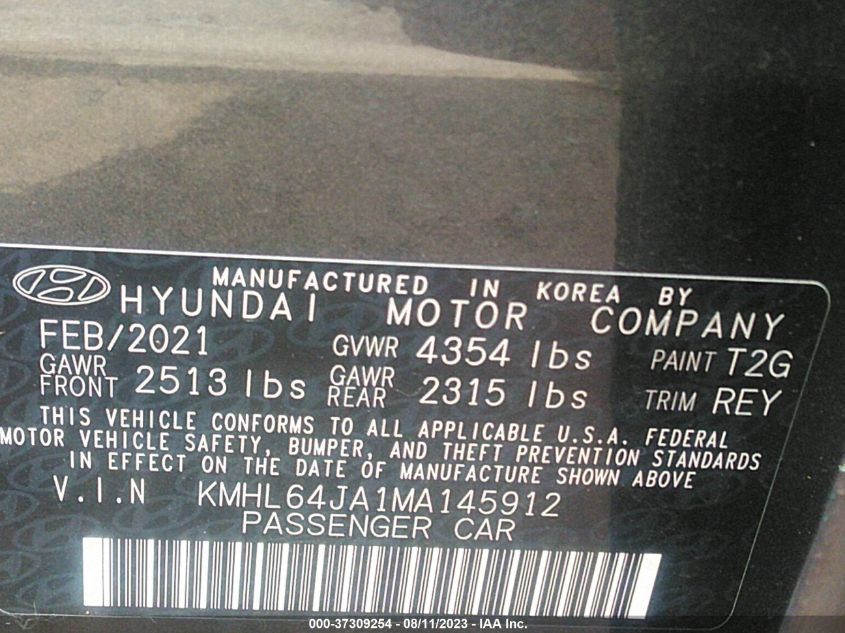 MANUFACTURED IN KOREA BY
HYUNDAI MOTOR COMPANY
FEB/2021 GVWR 4354 lbs PAINT T2G
GAWR FRONT 2513 lbs GAWR REAR 2315 lbs TRIM REY
THIS VEHICLE CONFORMS TO ALL APPLICABLE U.S.A. FEDERAL
MOTOR VEHICLE SAFETY, BUMPER, AND THEFT PREVENTION STANDARDS
IN EFFECT ON THE DATE OF MANUFACTURE SHOWN ABOVE
V.I.N KMHL64JA1MA145912
PASSENGER CAR
000-37309254 - 08/11/2023 - IAA Inc.